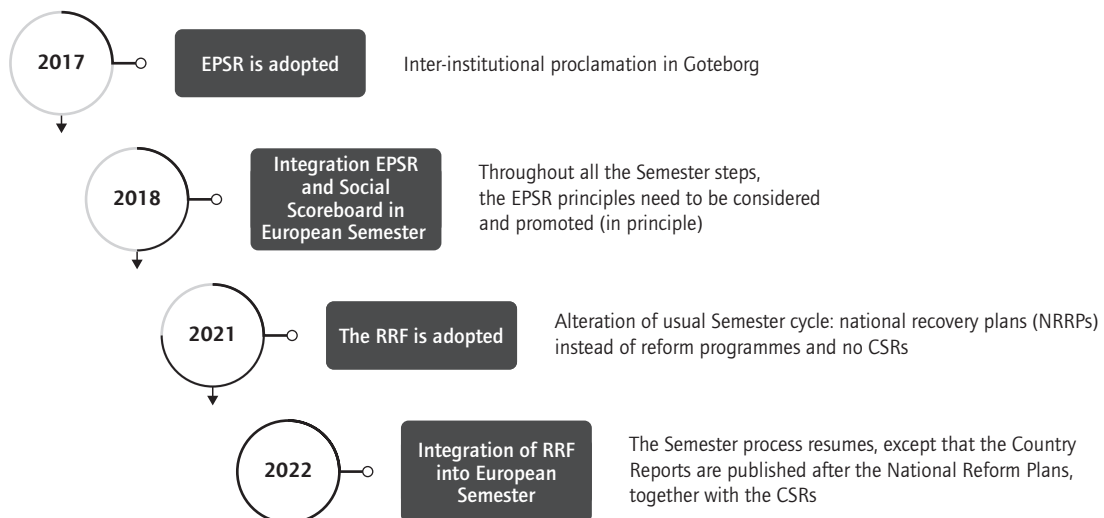 2017
EPSR is adopted
Inter-institutional proclamation in Goteborg
2018
Integration EPSR
and Social
Scoreboard in
European Semester
Throughout all the Semester steps,
the EPSR principles need to be considered
and promoted (in principle)
2021
The RRF is adopted
Alteration of usual Semester cycle: national recovery plans (NRRPs)
instead of reform programmes and no CSRs
2022
Integration of RRF
into European
Semester
The Semester process resumes, except that the Country
Reports are published after the National Reform Plans,
together with the CSRs